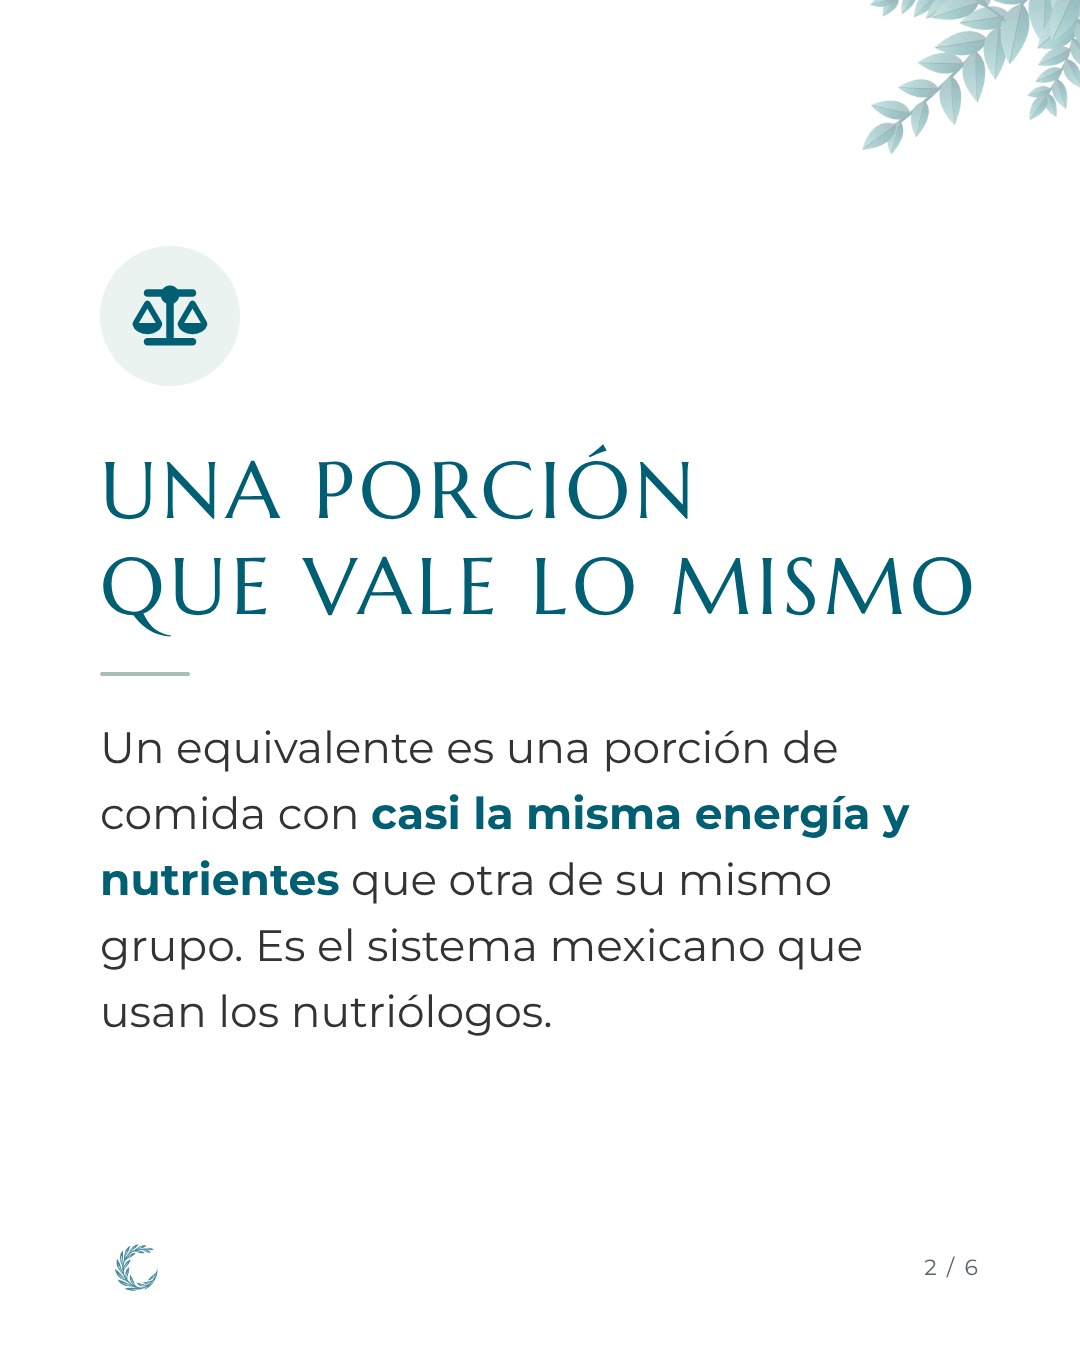 UNA PORCIÓN
QUE VALE LO MISMO
Un equivalente es una porción de
comida con casi la misma energía y
nutrientes que otra de su mismo
grupo. Es el sistema mexicano que
usan los nutriólogos.
2 / 6